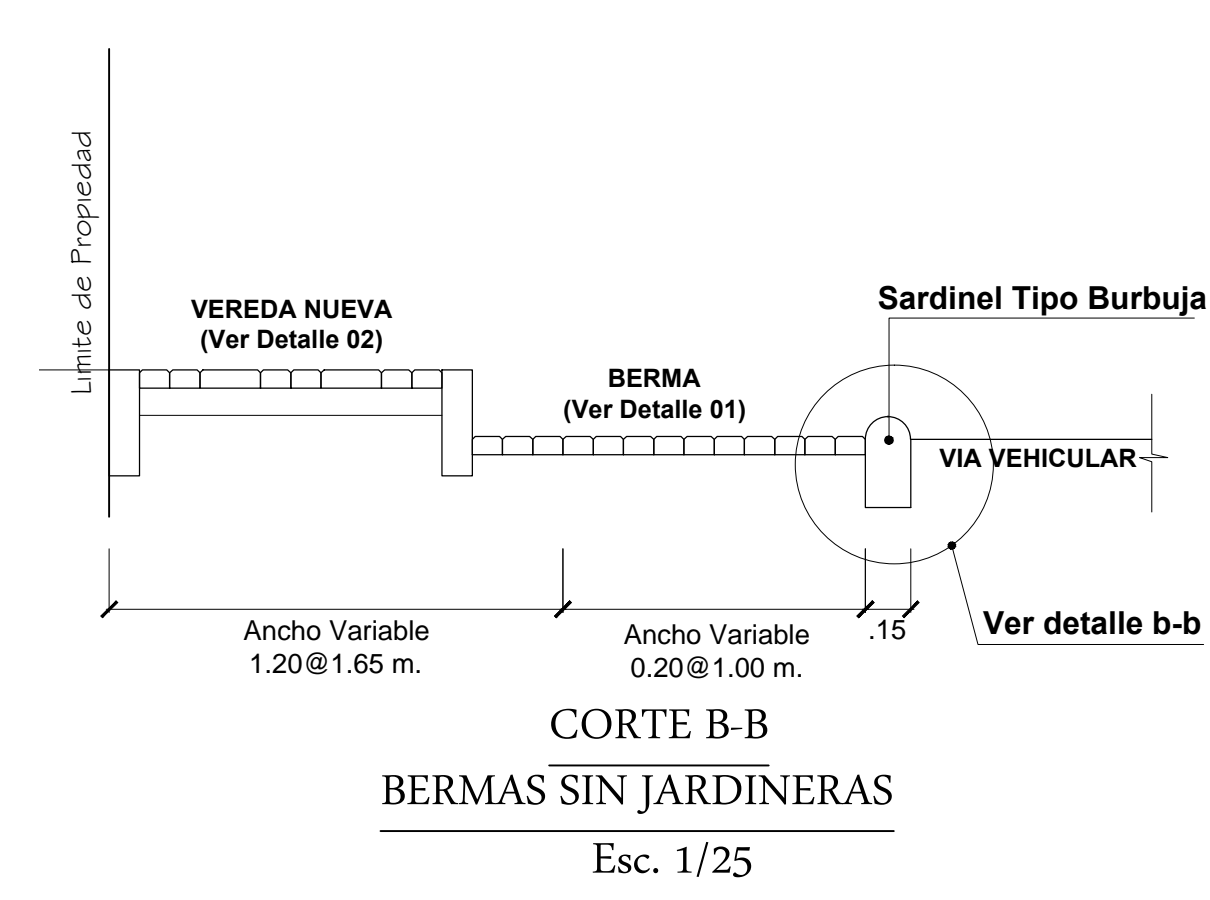 Limite de Propiedad
VEREDA NUEVA
(Ver Detalle 02)
BERMA
(Ver Detalle 01)
Sardinel Tipo Burbuja
VIA VEHICULAR
Ver detalle b-b
Ancho Variable
1.20@1.65 m.
Ancho Variable
0.20@1.00 m.
.15
CORTE B-B
BERMAS SIN JARDINERAS
Esc. 1/25